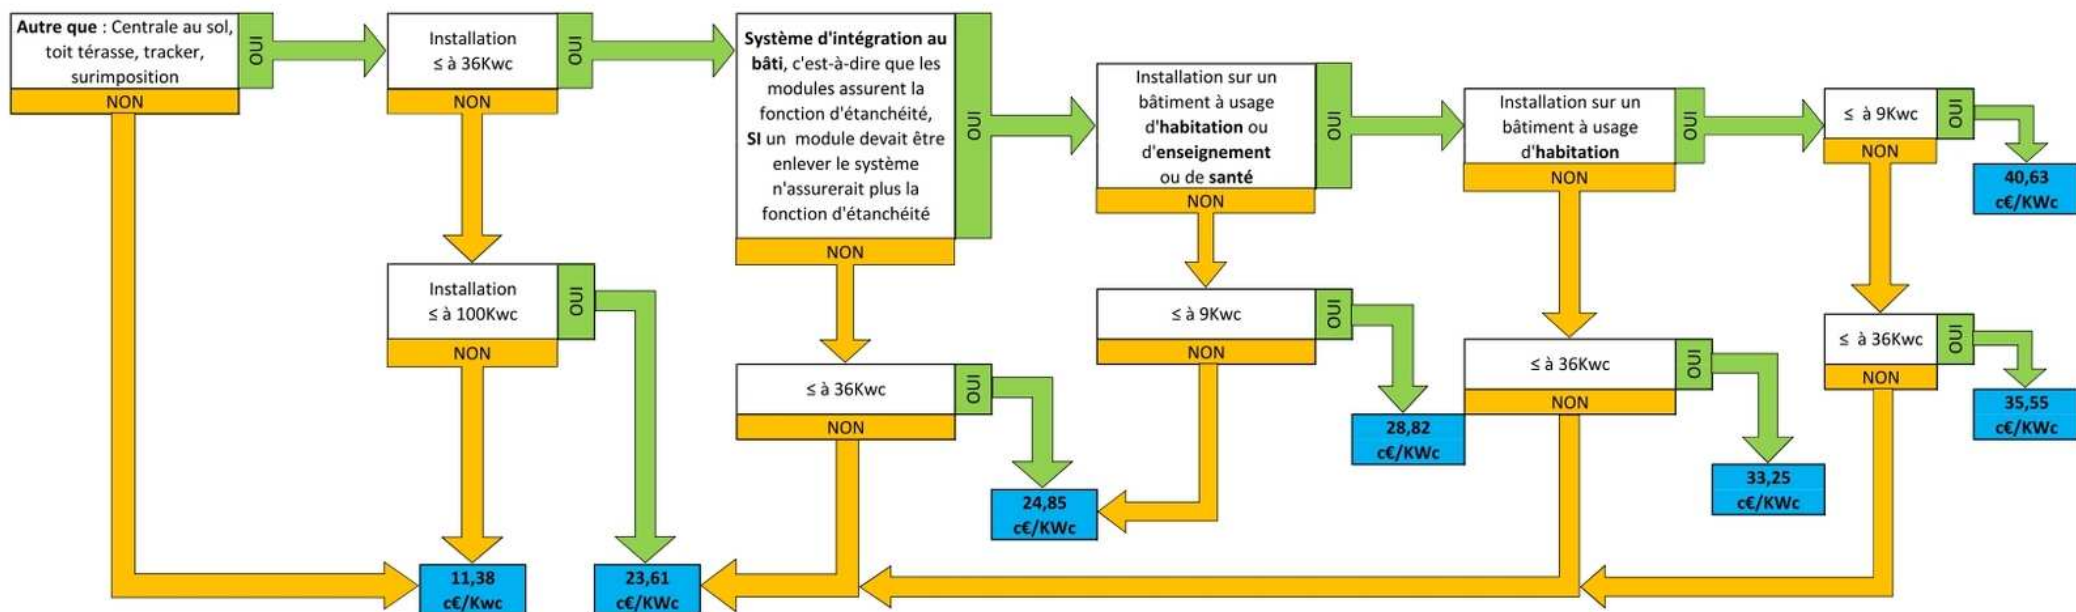 Autre que : Centrale au sol,
toit térasse, tracker,
surimposition
OUI
NON
Installation
≤ à 36Kwc
OUI
NON
Système d'intégration au
bâti, c'est-à-dire que les
modules assurent la
fonction d'étanchéité,
SI un module devait être
enlever le système
n'assurerait plus la
fonction d'étanchéité
OUI
NON
Installation sur un
bâtiment à usage
d'habitation ou
d'enseignement
ou de santé
OUI
NON
Installation sur un
bâtiment à usage
d'habitation
OUI
NON
≤ à 9Kwc
OUI
NON
40,63
c€/KWc
Installation
≤ à 100Kwc
OUI
NON
≤ à 36Kwc
OUI
NON
≤ à 9Kwc
OUI
NON
≤ à 36Kwc
OUI
NON
≤ à 36Kwc
OUI
NON
35,55
c€/KWc
28,82
c€/KWc
33,25
c€/KWc
24,85
c€/KWc
11,38
c€/Kwc
23,61
c€/KWc